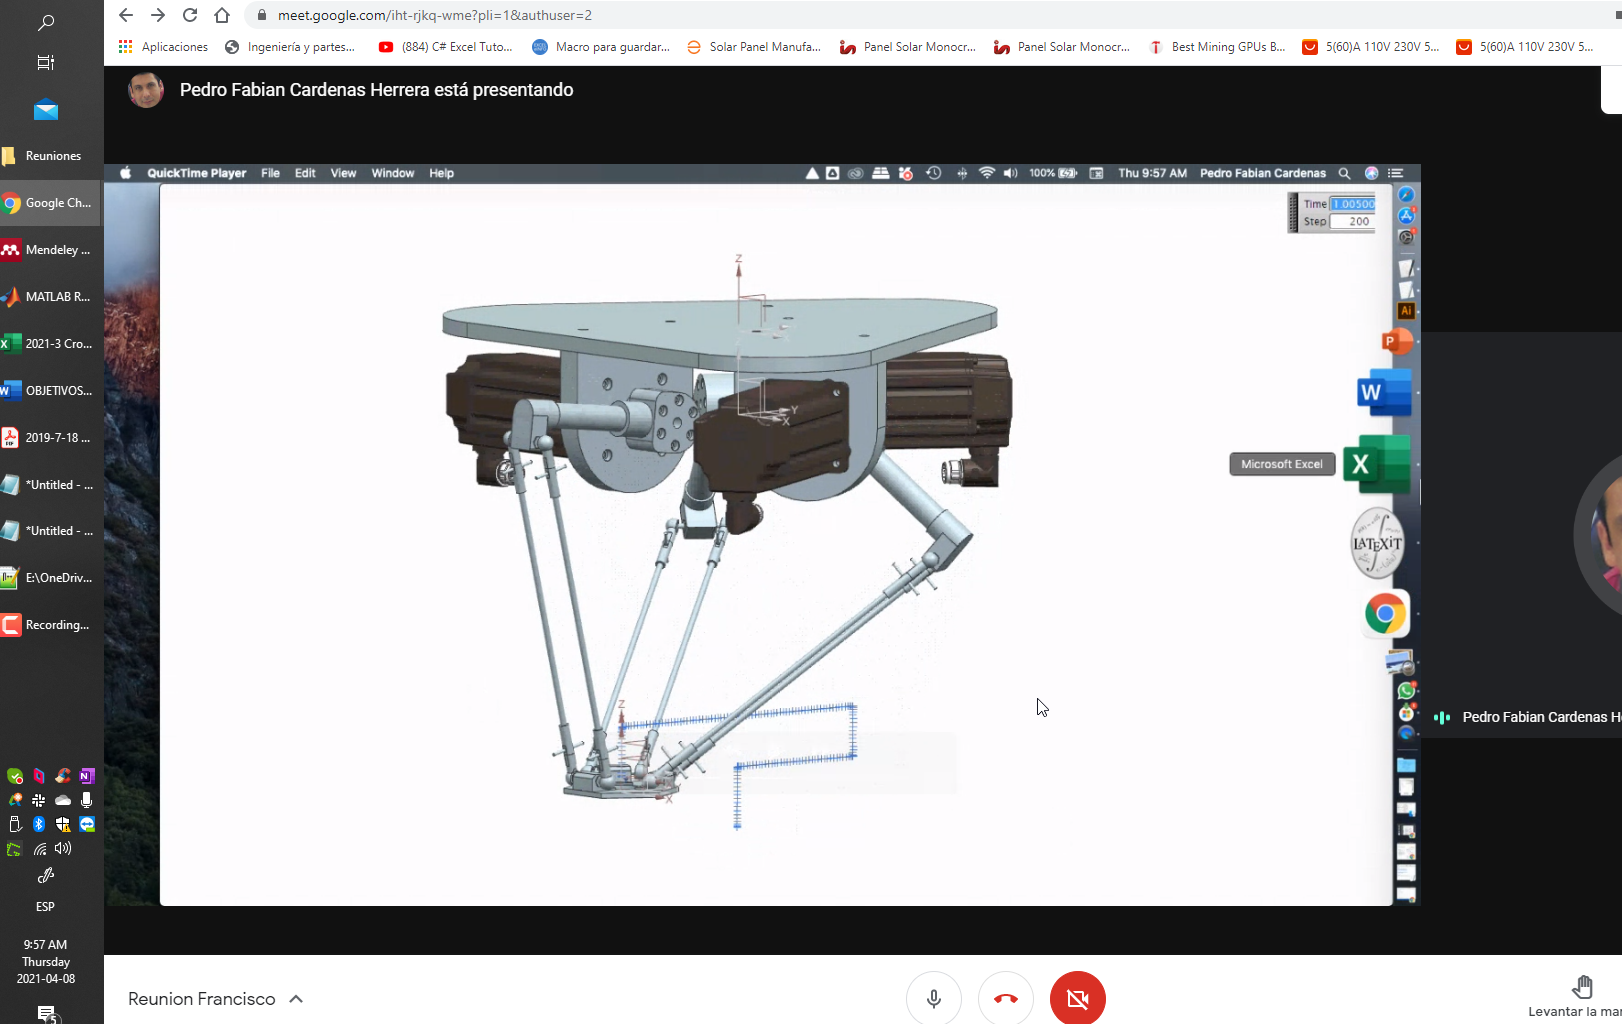 meet.google.com/iht-rjkq-wme?pli=1&authuser=2
Aplicaciones
Ingeniería y partes...
(884) C# Excel Tuto...
Macro para guardar...
Solar Panel Manufa...
Panel Solar Monocr...
Panel Solar Monocr...
Best Mining GPUs B...
5(60)A 110V 230V 5...
5(60)A 110V 230V 5...
Pedro Fabian Cardenas Herrera está presentando
Reuniones
Google Ch...
Mendeley ...
MATLAB R...
2021-3 Cro...
OBJETIVOS...
2019-7-18 ...
*Untitled - ...
*Untitled - ...
E:\OneDriv...
Recording...
ESP
9:57 AM
Thursday
2021-04-08
5
QuickTime Player File Edit View Window Help
100% Thu 9:57 AM Pedro Fabian Cardenas
Time 1.00500
Step 200
Z
Y
X
Z
X
Ai
P
W
Microsoft Excel
X
LATEXiT
Pedro Fabian Cardenas H
Reunion Francisco
Levantar la ma